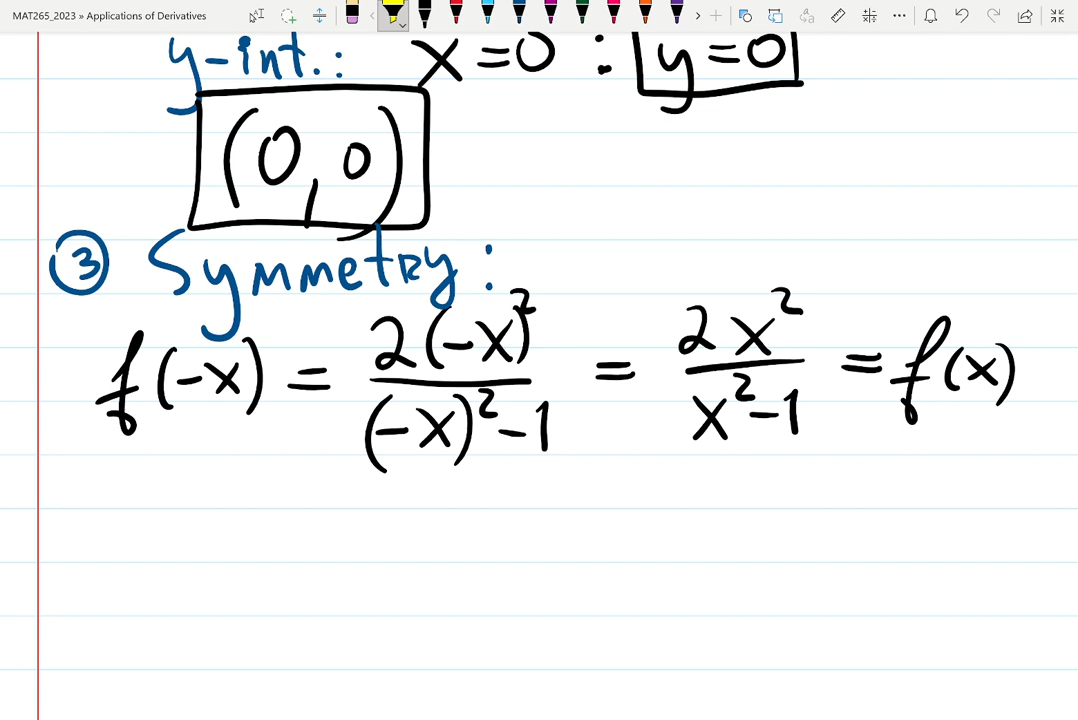 MAT265_2023 » Applications of Derivatives
y-int.: x=0 : y=0
(0,0)
③ Symmetry:
f(-x) = 2(-x)²/((-x)²-1) = 2x²/(x²-1) = f(x)